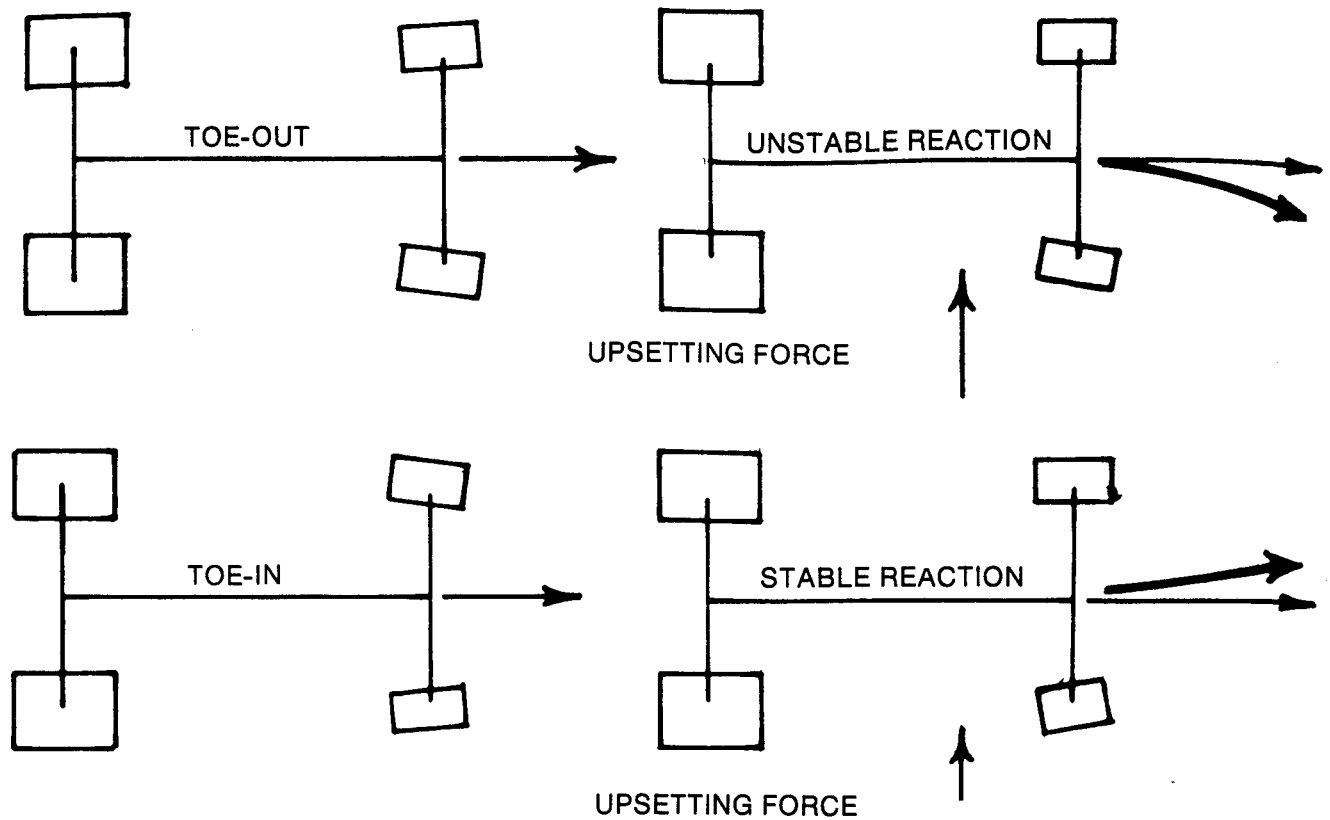 TOE-OUT
UNSTABLE REACTION
UPSETTING FORCE
TOE-IN
STABLE REACTION
UPSETTING FORCE